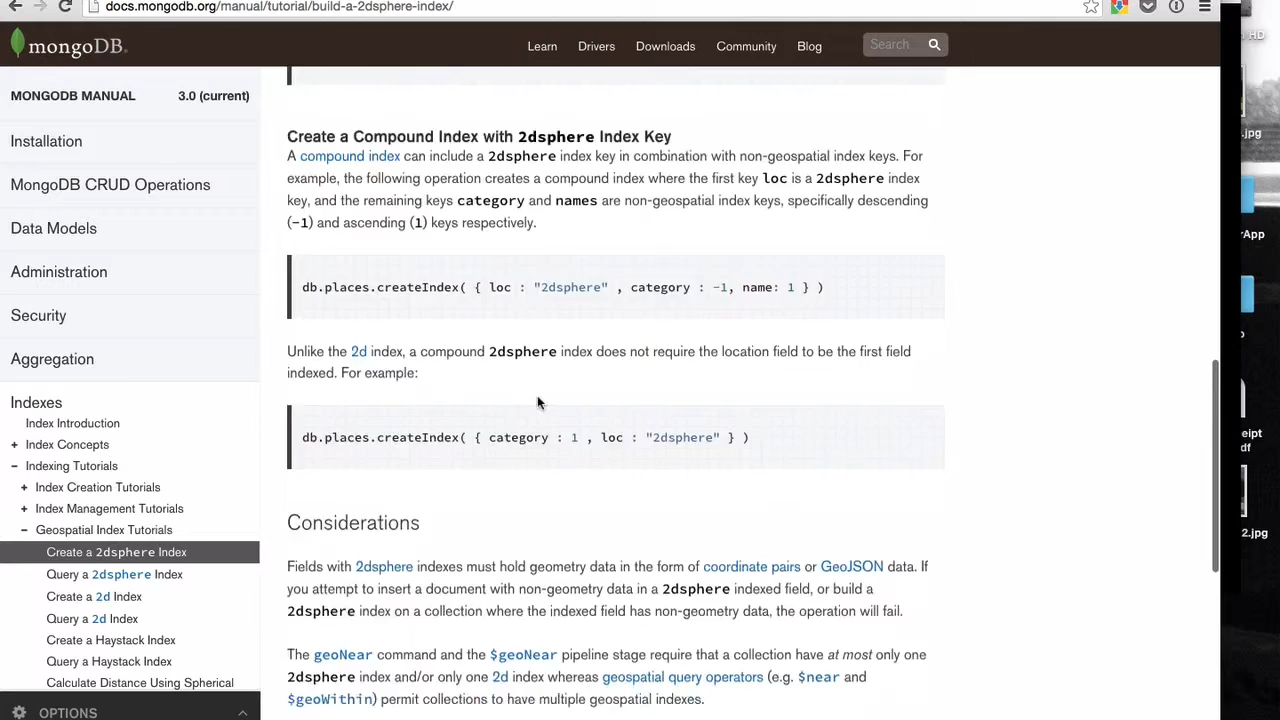 docs.mongodb.org/manual/tutorial/build-a-2dsphere-index/
mongoDB.
Learn Drivers Downloads Community Blog Search
MONGODB MANUAL 3.0 (current)
Installation
MongoDB CRUD Operations
Data Models
Administration
Security
Aggregation
Indexes
Index Introduction
+ Index Concepts
− Indexing Tutorials
+ Index Creation Tutorials
+ Index Management Tutorials
− Geospatial Index Tutorials
Create a 2dsphere Index
Query a 2dsphere Index
Create a 2d Index
Query a 2d Index
Create a Haystack Index
Query a Haystack Index
Calculate Distance Using Spherical
OPTIONS
Create a Compound Index with 2dsphere Index Key
A compound index can include a 2dsphere index key in combination with non-geospatial index keys. For
example, the following operation creates a compound index where the first key loc is a 2dsphere index
key, and the remaining keys category and names are non-geospatial index keys, specifically descending
(-1) and ascending (1) keys respectively.
db.places.createIndex( { loc : "2dsphere" , category : -1, name: 1 } )
Unlike the 2d index, a compound 2dsphere index does not require the location field to be the first field
indexed. For example:
db.places.createIndex( { category : 1 , loc : "2dsphere" } )
Considerations
Fields with 2dsphere indexes must hold geometry data in the form of coordinate pairs or GeoJSON data. If
you attempt to insert a document with non-geometry data in a 2dsphere indexed field, or build a
2dsphere index on a collection where the indexed field has non-geometry data, the operation will fail.
The geoNear command and the $geoNear pipeline stage require that a collection have at most only one
2dsphere index and/or only one 2d index whereas geospatial query operators (e.g. $near and
$geoWithin) permit collections to have multiple geospatial indexes.
HD
.jpg
rApp
eipt
df
2.jpg